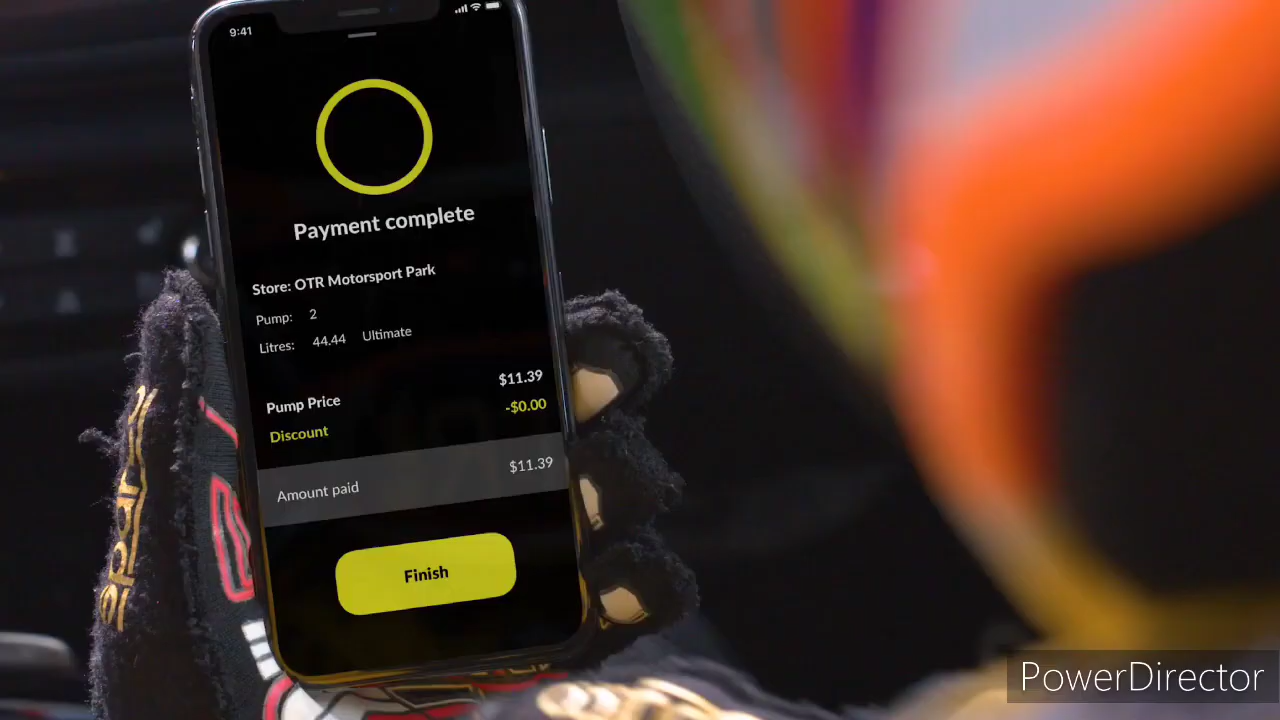 9:41
Payment complete
Store: OTR Motorsport Park
Pump: 2
Litres: 44.44 Ultimate
Pump Price $11.39
Discount -$0.00
Amount paid $11.39
Finish
PowerDirector